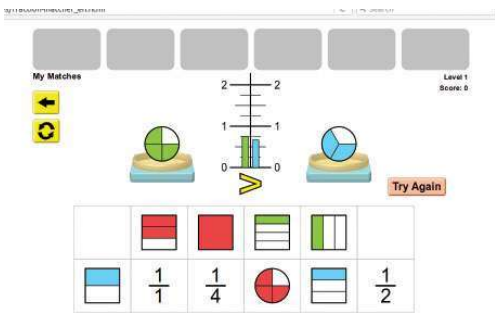 My Matches
Level 1
Score: 0
2 2
1 1
0 0
>
Try Again
1/1 1/4 1/2